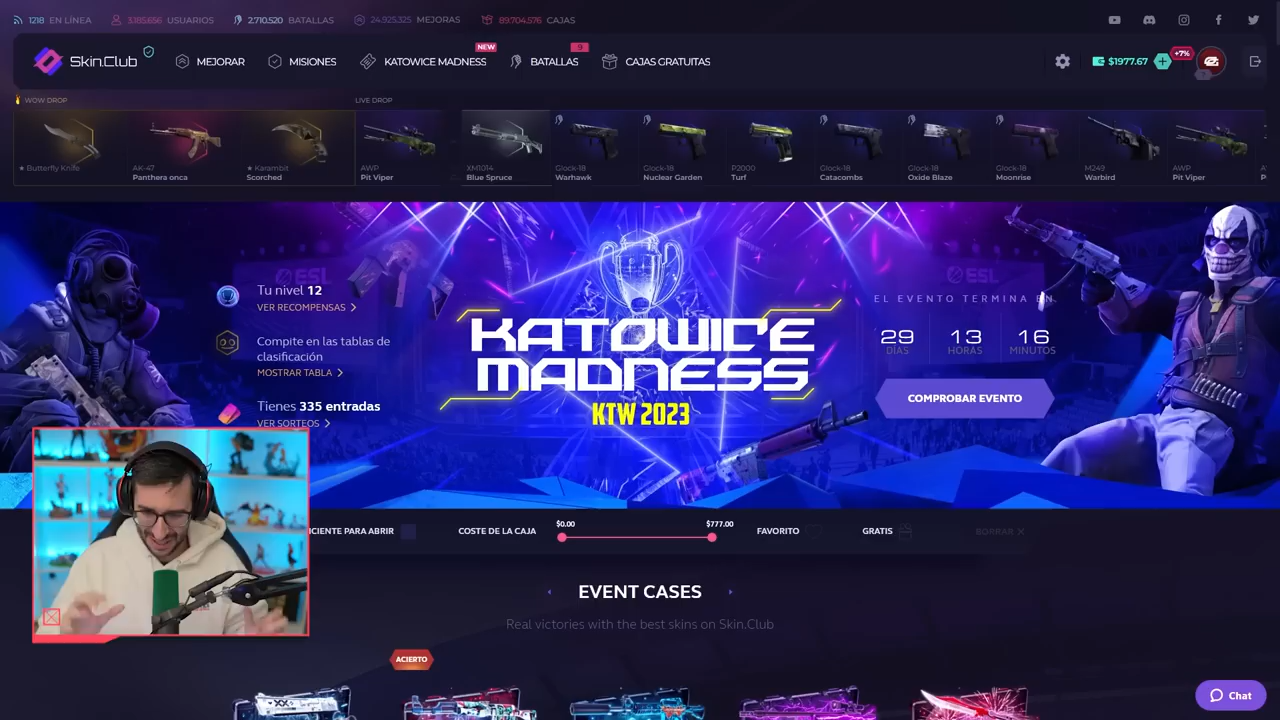 1218 EN LÍNEA
3.185.656 USUARIOS
2.710.520 BATALLAS
24.925.325 MEJORAS
89.704.576 CAJAS
Skin.Club
MEJORAR
MISIONES
KATOWICE MADNESS
NEW
BATALLAS
9
CAJAS GRATUITAS
$1977.67
+7%
WOW DROP
LIVE DROP
★ Butterfly Knife
AK-47
Panthera onca
★ Karambit
Scorched
AWP
Pit Viper
XM1014
Blue Spruce
Glock-18
Warhawk
Glock-18
Nuclear Garden
P2000
Turf
Glock-18
Catacombs
Glock-18
Oxide Blaze
Glock-18
Moonrise
M249
Warbird
AWP
Pit Viper
ESL
ESL
Tu nivel 12
VER RECOMPENSAS
Compite en las tablas de
clasificación
MOSTRAR TABLA
Tienes 335 entradas
VER SORTEOS
KATOWICE
MADNESS
KTW 2023
EL EVENTO TERMINA EN
29 13 16
DÍAS HORAS MINUTOS
COMPROBAR EVENTO
ICIENTE PARA ABRIR
COSTE DE LA CAJA
$0.00
$777.00
FAVORITO
GRATIS
BORRAR
EVENT CASES
Real victories with the best skins on Skin.Club
ACIERTO
Chat